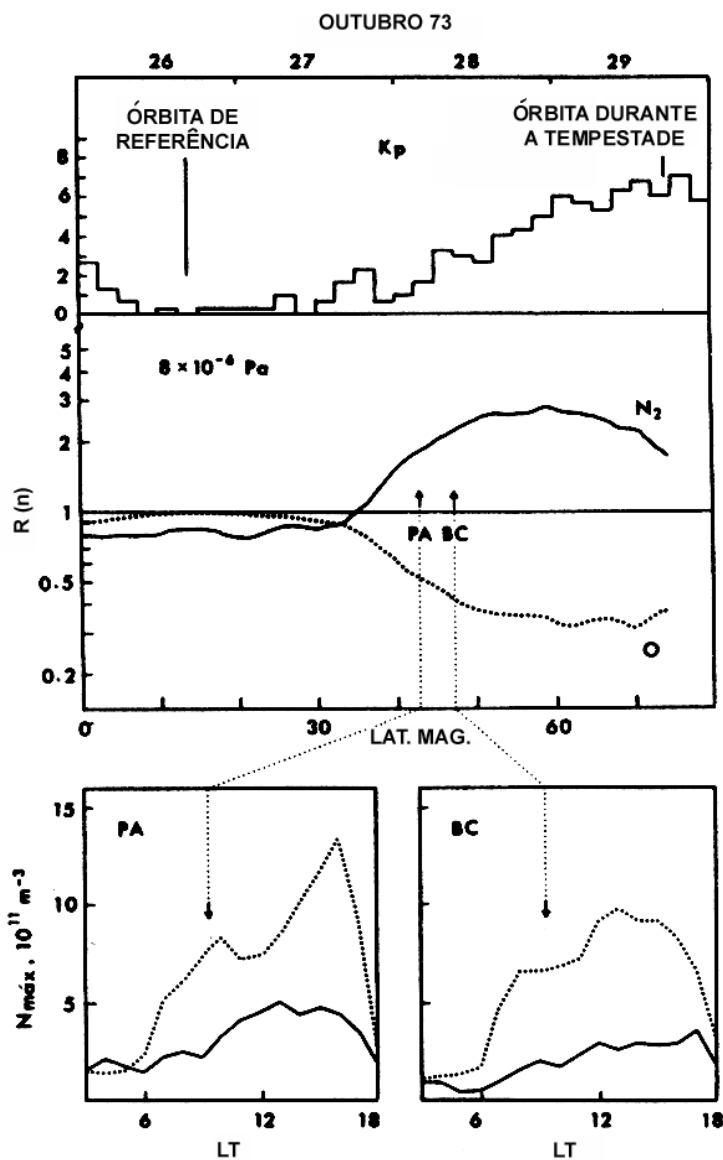 OUTUBRO 73
26 27 28 29
ÓRBITA DE
REFERÊNCIA
ÓRBITA DURANTE
A TEMPESTADE
Kp
8
6
4
2
0
8 × 10⁻⁶ Pa
5
4
3
2
1
0.5
0.2
R (n)
N₂
PA BC
O
0 30 60
LAT. MAG.
PA
BC
15
10
5
Nmáx, 10¹¹ m⁻³
6 12 18
6 12 18
LT
LT